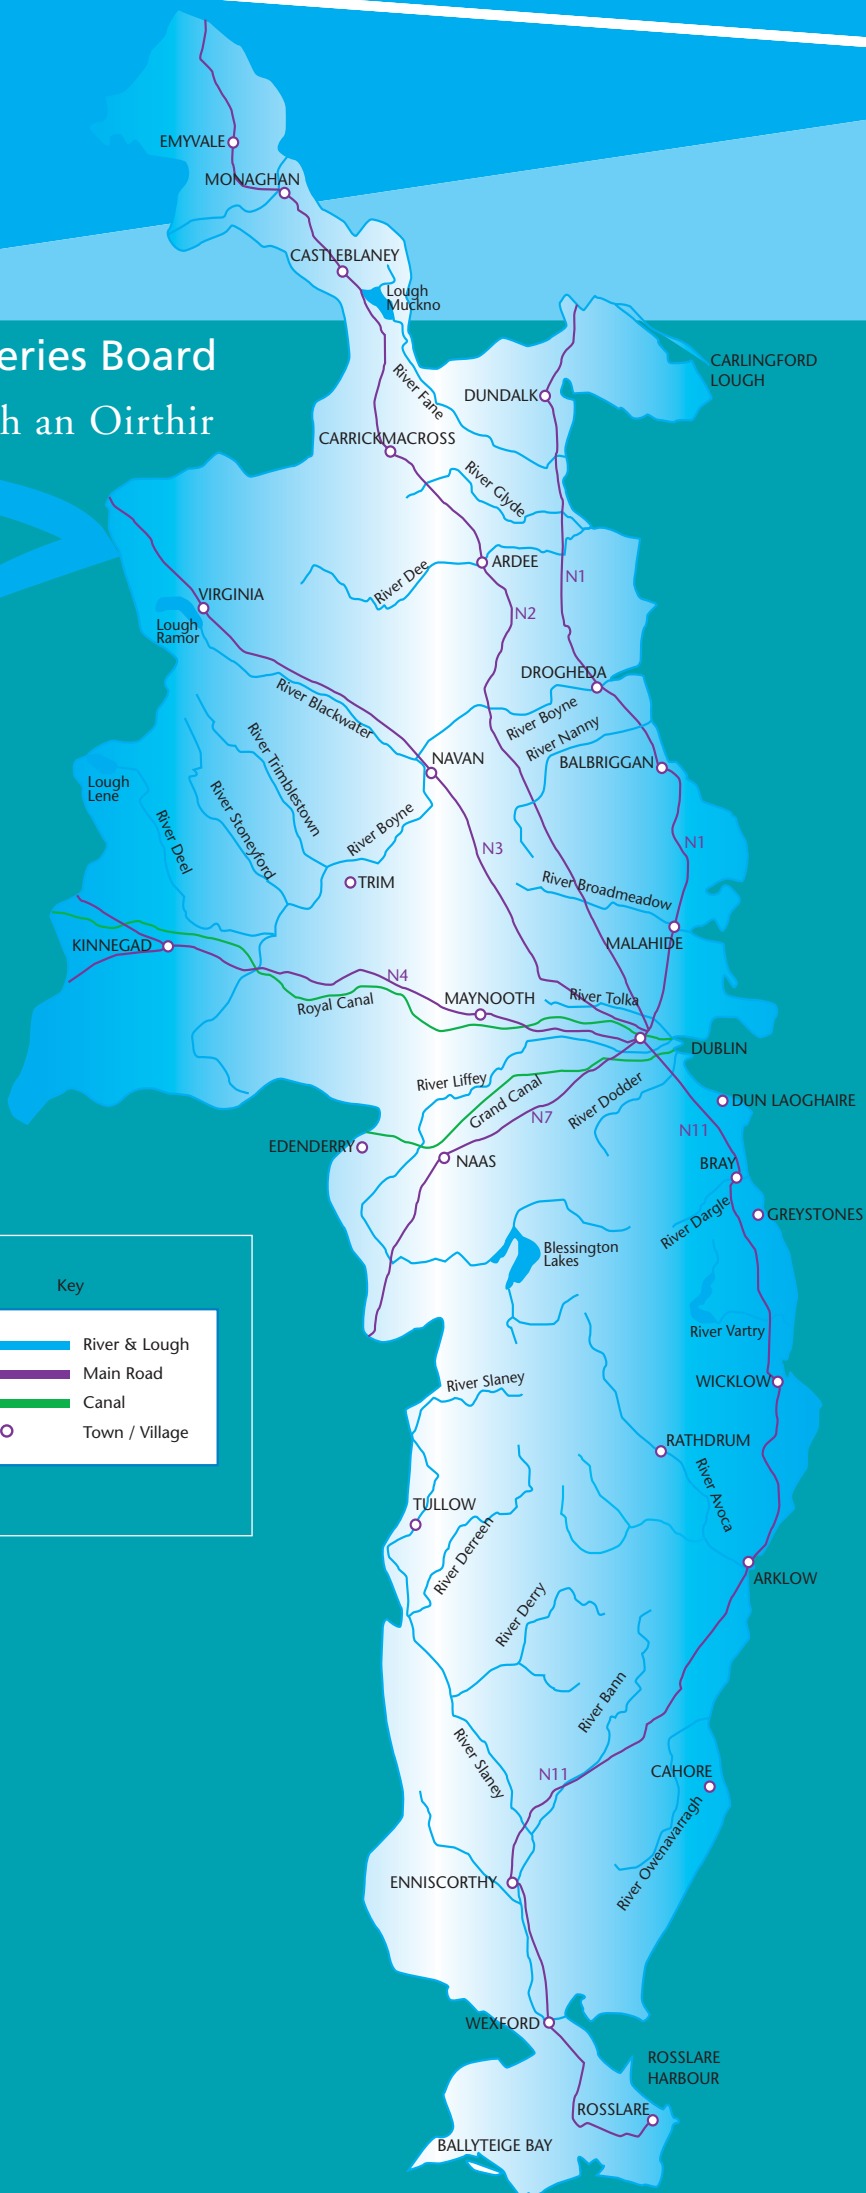 EMYVALE
MONAGHAN
CASTLEBLANEY
Lough
Muckno
eries Board
h an Oirthir
CARLINGFORD
LOUGH
River Fane
DUNDALK
CARRICKMACROSS
River Glyde
ARDEE
River Dee
N1
N2
VIRGINIA
Lough
Ramor
DROGHEDA
River Blackwater
River Boyne
River Nanny
River Trimblestown
NAVAN
BALBRIGGAN
Lough
Lene
River Stoneyford
River Deel
River Boyne
N3
N1
TRIM
River Broadmeadow
KINNEGAD
MALAHIDE
N4
Royal Canal
MAYNOOTH
River Tolka
DUBLIN
River Liffey
Grand Canal
River Dodder
DUN LAOGHAIRE
N7
N11
EDENDERRY
NAAS
BRAY
River Dargle
GREYSTONES
Blessington
Lakes
Key
River & Lough
Main Road
Canal
Town / Village
River Vartry
River Slaney
WICKLOW
RATHDRUM
River Avoca
TULLOW
River Derreen
ARKLOW
River Derry
River Bann
River Slaney
N11
CAHORE
River Owenavarragh
ENNISCORTHY
WEXFORD
ROSSLARE
HARBOUR
ROSSLARE
BALLYTEIGE BAY